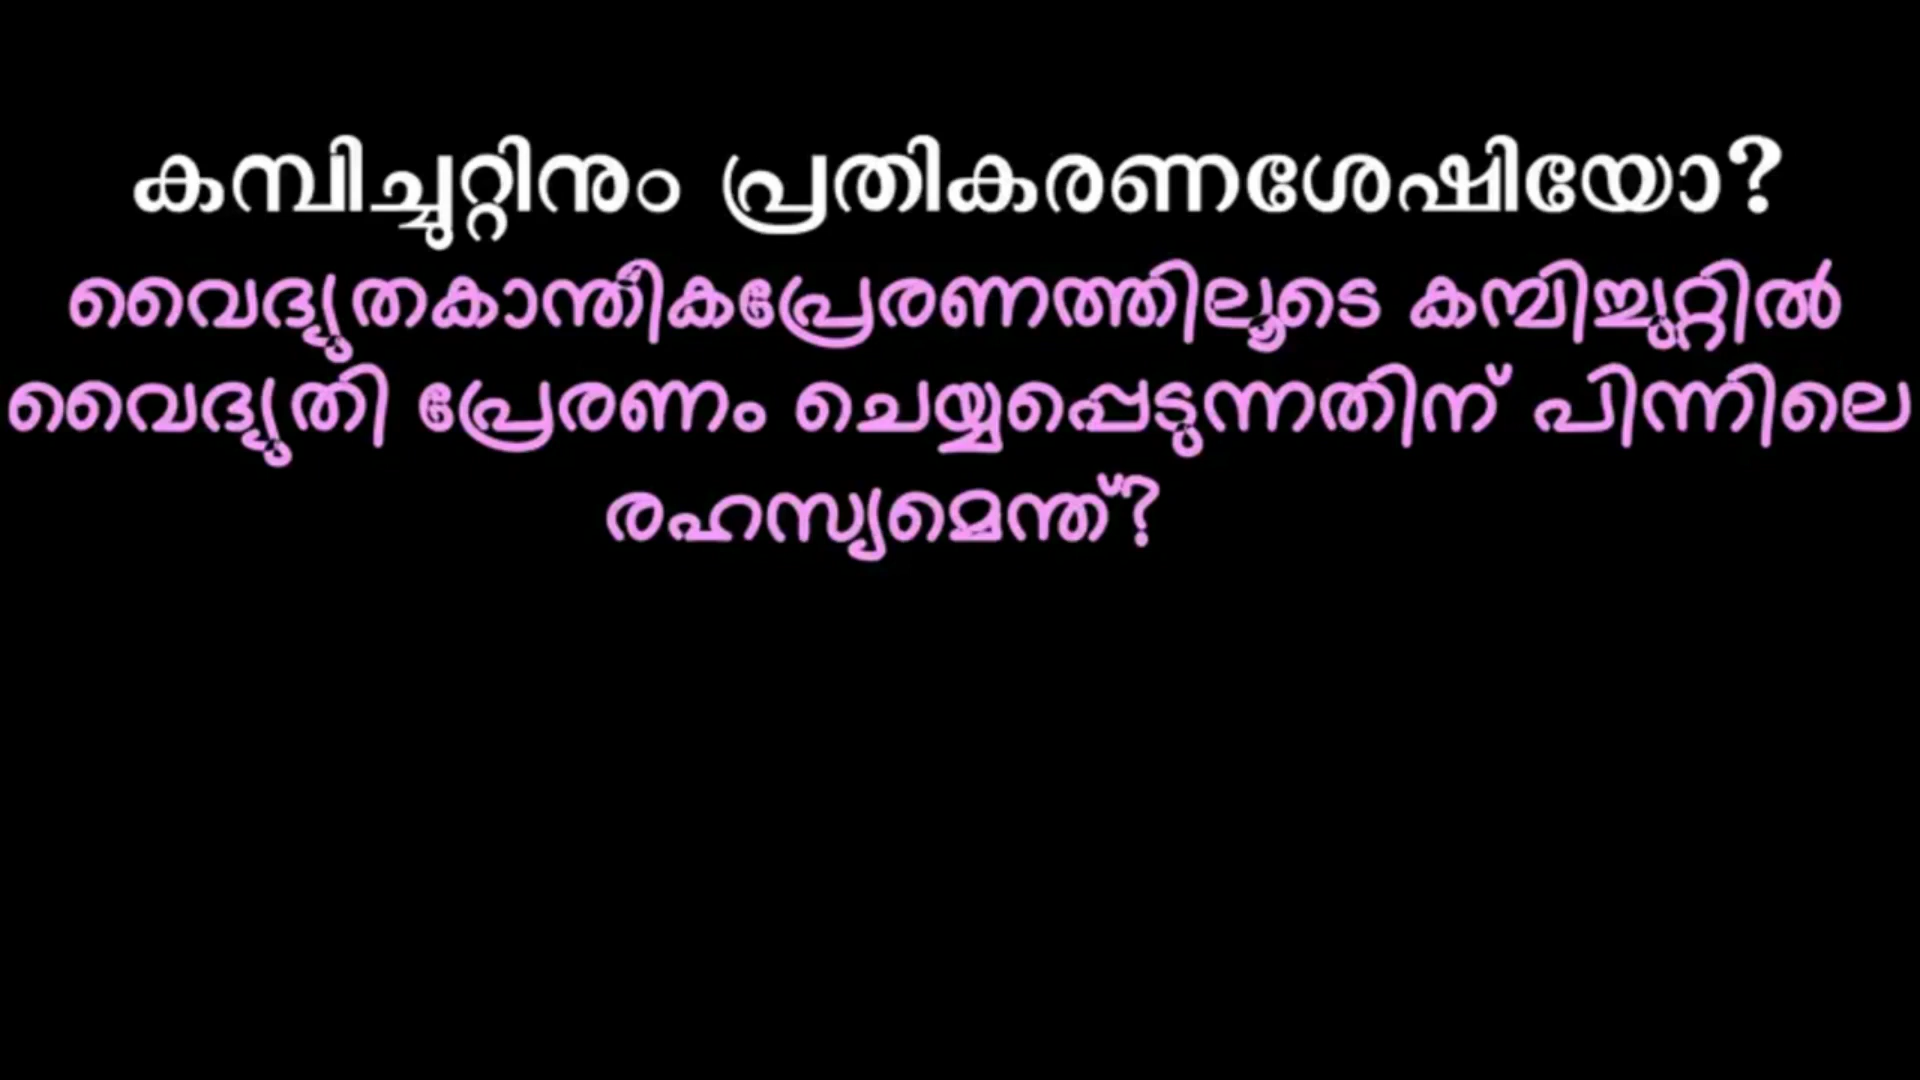 കമ്പിച്ചുറ്റിനും പ്രതികരണശേഷിയോ?
വൈദ്യുതകാന്തികപ്രേരണത്തിലൂടെ കമ്പിച്ചുറ്റിൽ
വൈദ്യുതി പ്രേരണം ചെയ്യപ്പെടുന്നതിന് പിന്നിലെ
രഹസ്യമെന്ത്?